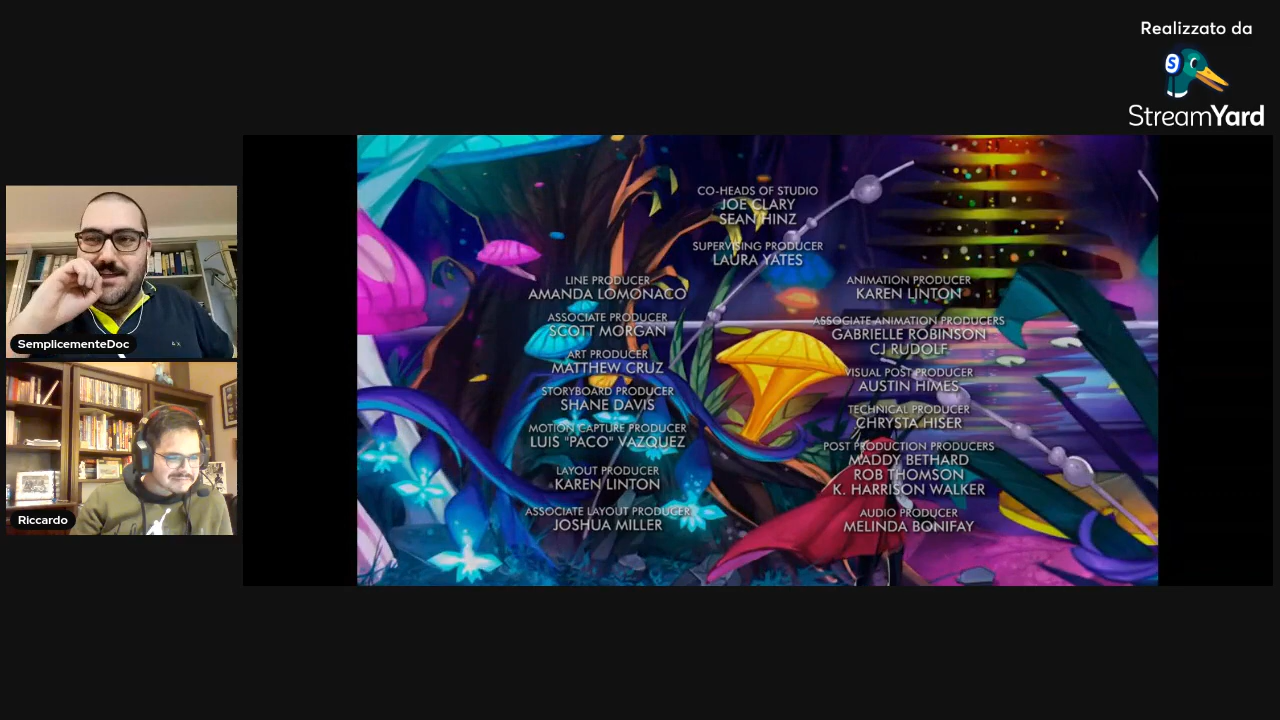 Realizzato da
S
StreamYard
SemplicementeDoc
Riccardo
CO-HEADS OF STUDIO
JOE CLARY
SEAN HINZ
SUPERVISING PRODUCER
LAURA YATES
LINE PRODUCER
AMANDA LOMONACO
ASSOCIATE PRODUCER
SCOTT MORGAN
ART PRODUCER
MATTHEW CRUZ
STORYBOARD PRODUCER
SHANE DAVIS
MOTION CAPTURE PRODUCER
LUIS "PACO" VAZQUEZ
LAYOUT PRODUCER
KAREN LINTON
ASSOCIATE LAYOUT PRODUCER
JOSHUA MILLER
ANIMATION PRODUCER
KAREN LINTON
ASSOCIATE ANIMATION PRODUCERS
GABRIELLE ROBINSON
CJ RUDOLF
VISUAL POST PRODUCER
AUSTIN HIMES
TECHNICAL PRODUCER
CHRYSTA HISER
POST PRODUCTION PRODUCERS
MADDY BETHARD
ROB THOMSON
K. HARRISON WALKER
AUDIO PRODUCER
MELINDA BONIFAY